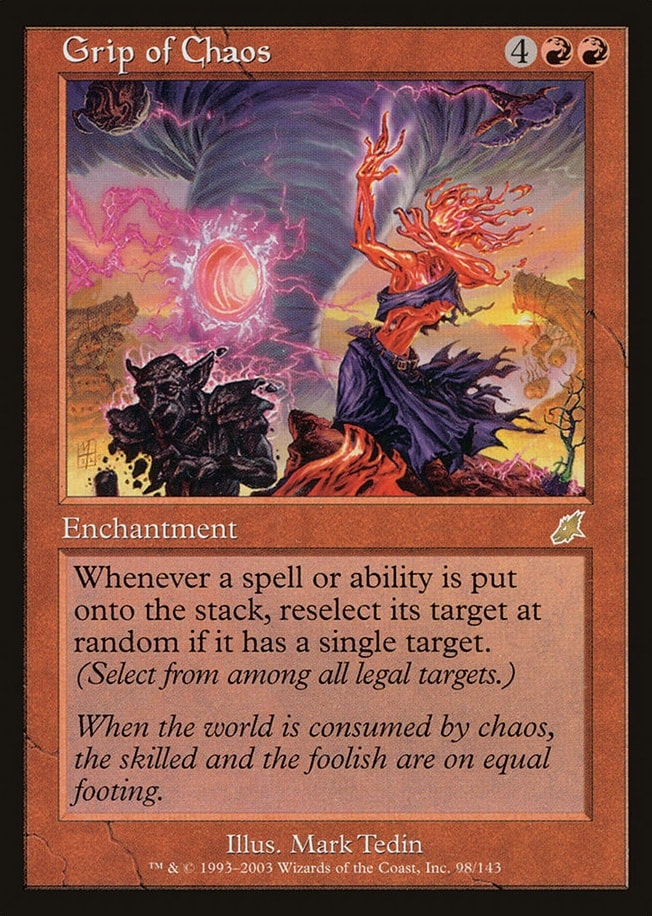 Grip of Chaos 4
Enchantment
Whenever a spell or ability is put
onto the stack, reselect its target at
random if it has a single target.
(Select from among all legal targets.)
When the world is consumed by chaos,
the skilled and the foolish are on equal
footing.
Illus. Mark Tedin
™ & © 1993–2003 Wizards of the Coast, Inc. 98/143